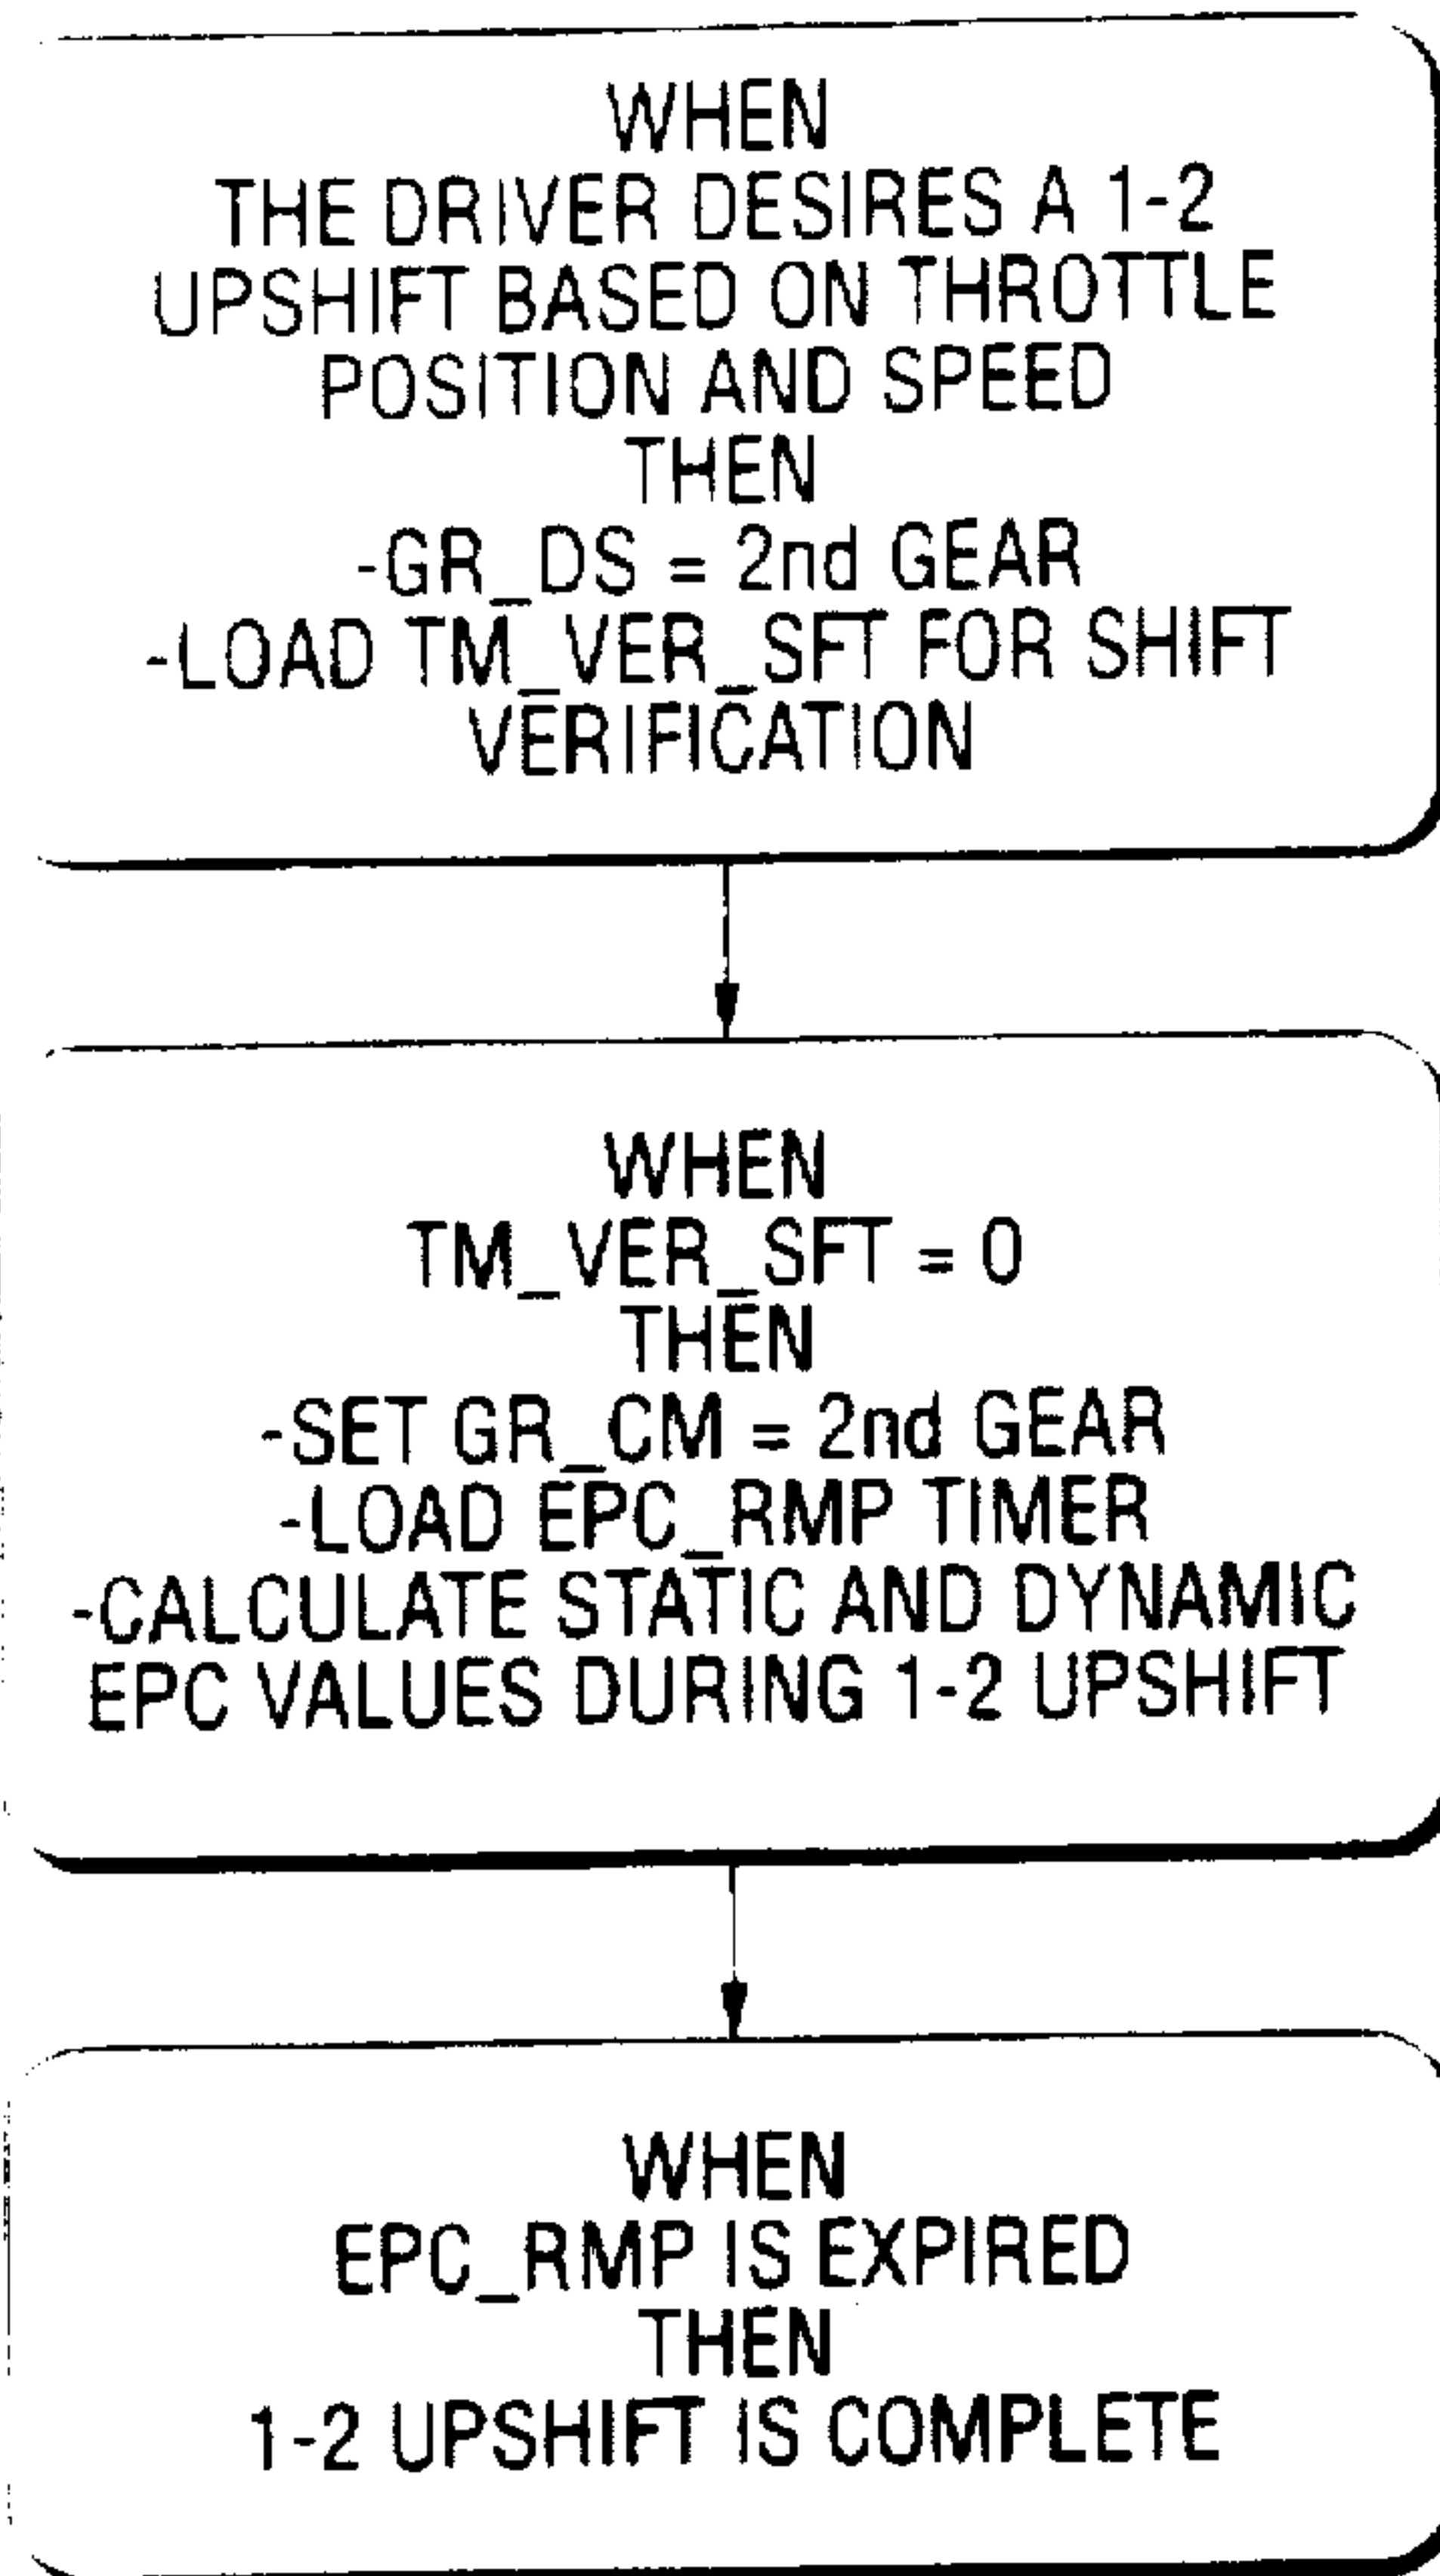 WHEN
THE DRIVER DESIRES A 1-2
UPSHIFT BASED ON THROTTLE
POSITION AND SPEED
THEN
-GR_DS = 2nd GEAR
-LOAD TM_VER_SFT FOR SHIFT
VERIFICATION
WHEN
TM_VER_SFT = 0
THEN
-SET GR_CM = 2nd GEAR
-LOAD EPC_RMP TIMER
-CALCULATE STATIC AND DYNAMIC
EPC VALUES DURING 1-2 UPSHIFT
WHEN
EPC_RMP IS EXPIRED
THEN
1-2 UPSHIFT IS COMPLETE